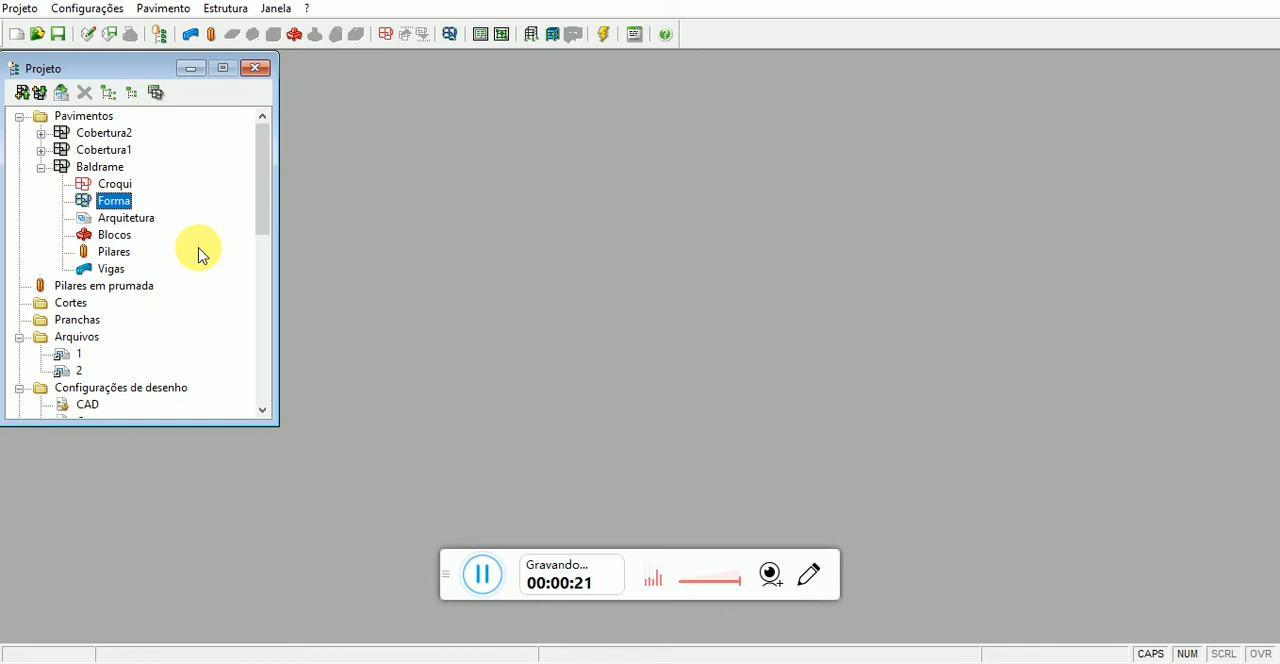 Projeto Configurações Pavimento Estrutura Janela ?
Projeto
Pavimentos
Cobertura2
Cobertura1
Baldrame
Croqui
Forma
Arquitetura
Blocos
Pilares
Vigas
Pilares em prumada
Cortes
Pranchas
Arquivos
1
2
Configurações de desenho
CAD
Gravando...
00:00:21
CAPS NUM SCRL OVR